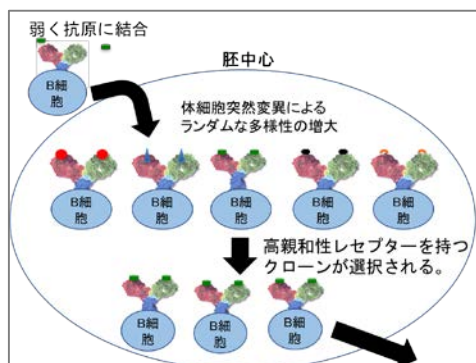 弱く抗原に結合
B細
胞
胚中心
体細胞突然変異による
ランダムな多様性の増大
B細
胞
B細
胞
B細
胞
B細
胞
B細
胞
高親和性レセプターを持つ
クローンが選択される。
B細
胞
B細
胞
B細
胞